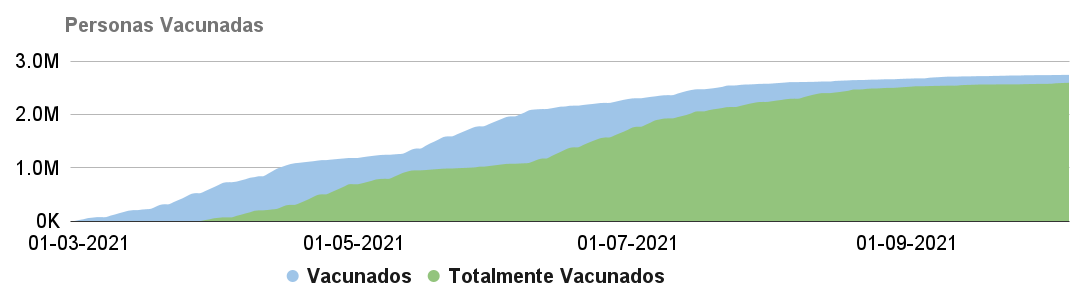 Personas Vacunadas
3.0M
2.0M
1.0M
0K
01-03-2021 01-05-2021 01-07-2021 01-09-2021
Vacunados Totalmente Vacunados